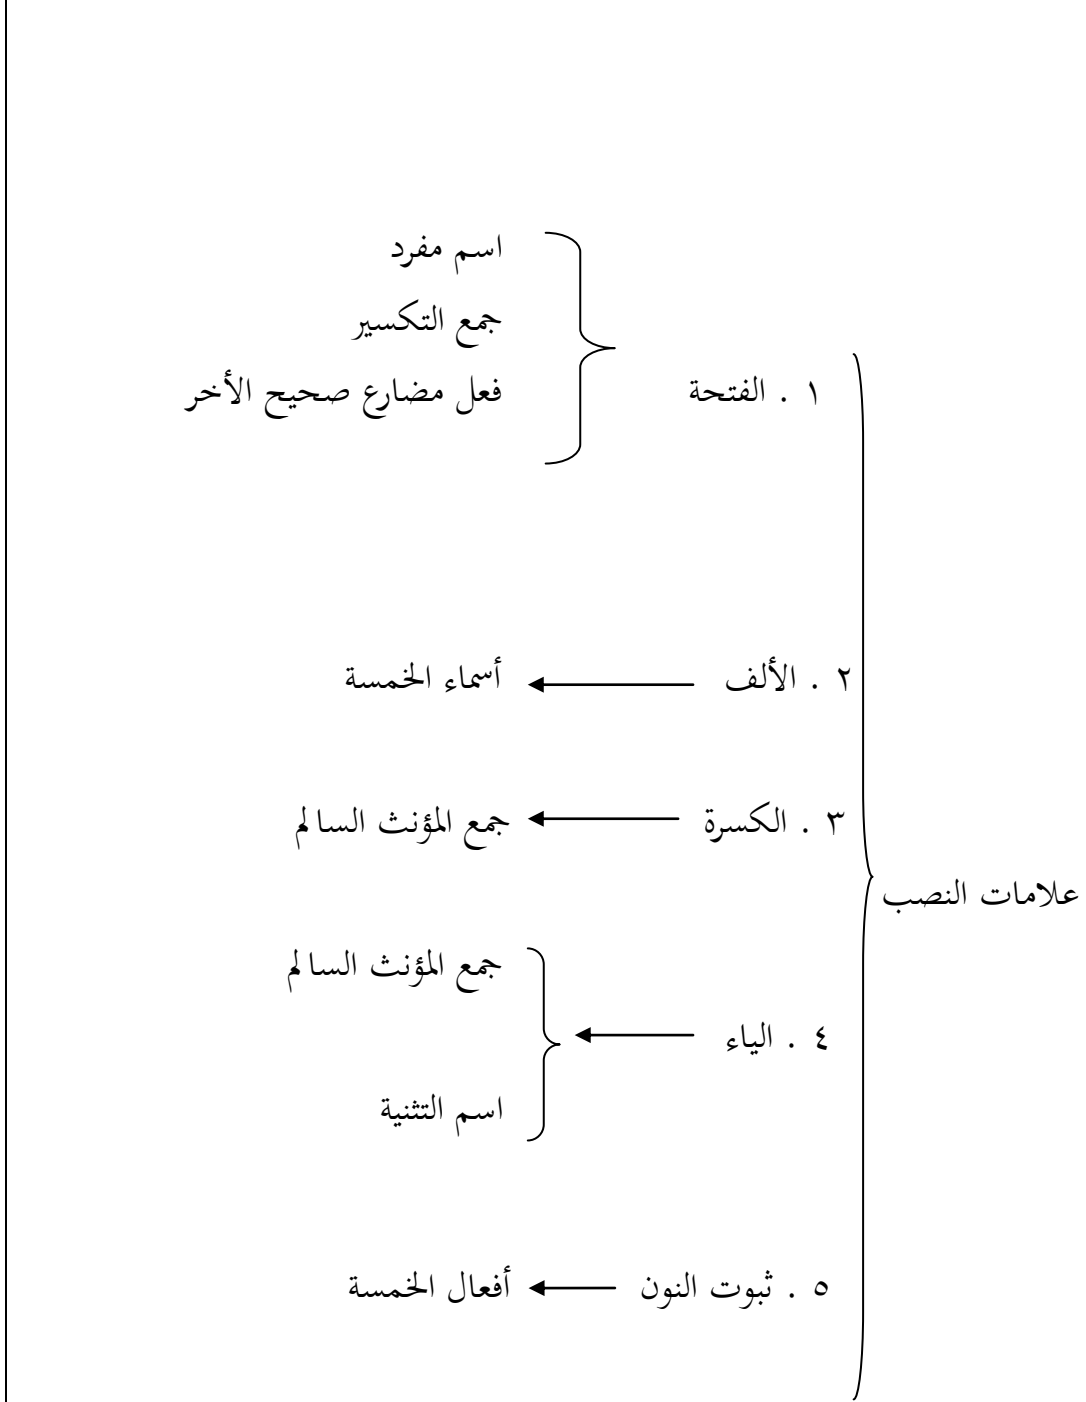 علامات النصب
اسم مفرد
جمع التكسير
١ . الفتحة فعل مضارع صحيح الأخر
٢ . الألف أسماء الخمسة
٣ . الكسرة جمع المؤنث السالم
جمع المؤنث السالم
٤ . الياء
اسم التثنية
٥ . ثبوت النون أفعال الخمسة